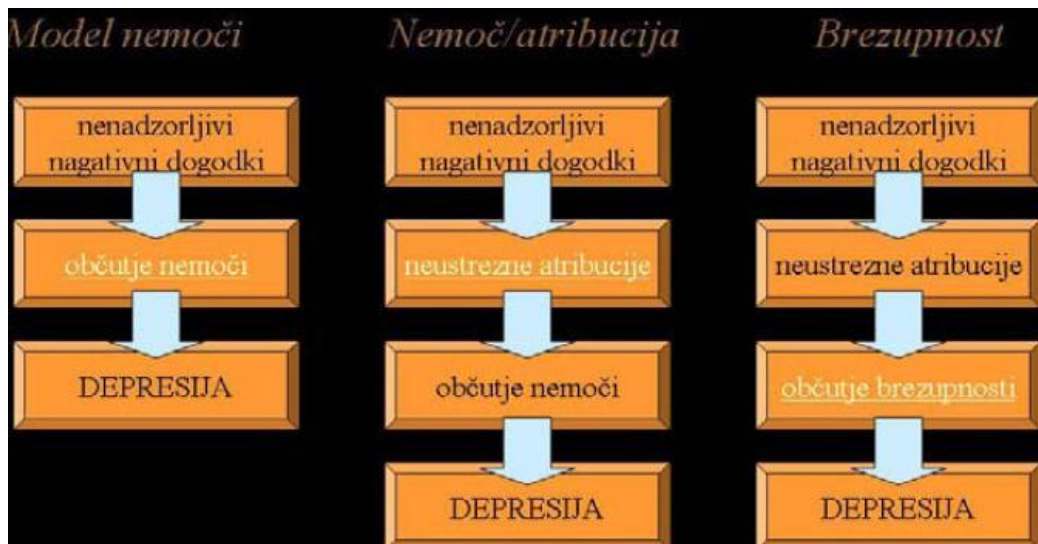 Model nemoči
nenadzorljivi
nagativni dogodki
občutje nemoči
DEPRESIJA
Nemoč/atribucija
nenadzorljivi
nagativni dogodki
neustrezne atribucije
občutje nemoči
DEPRESIJA
Brezupnost
nenadzorljivi
nagativni dogodki
neustrezne atribucije
občutje brezupnosti
DEPRESIJA